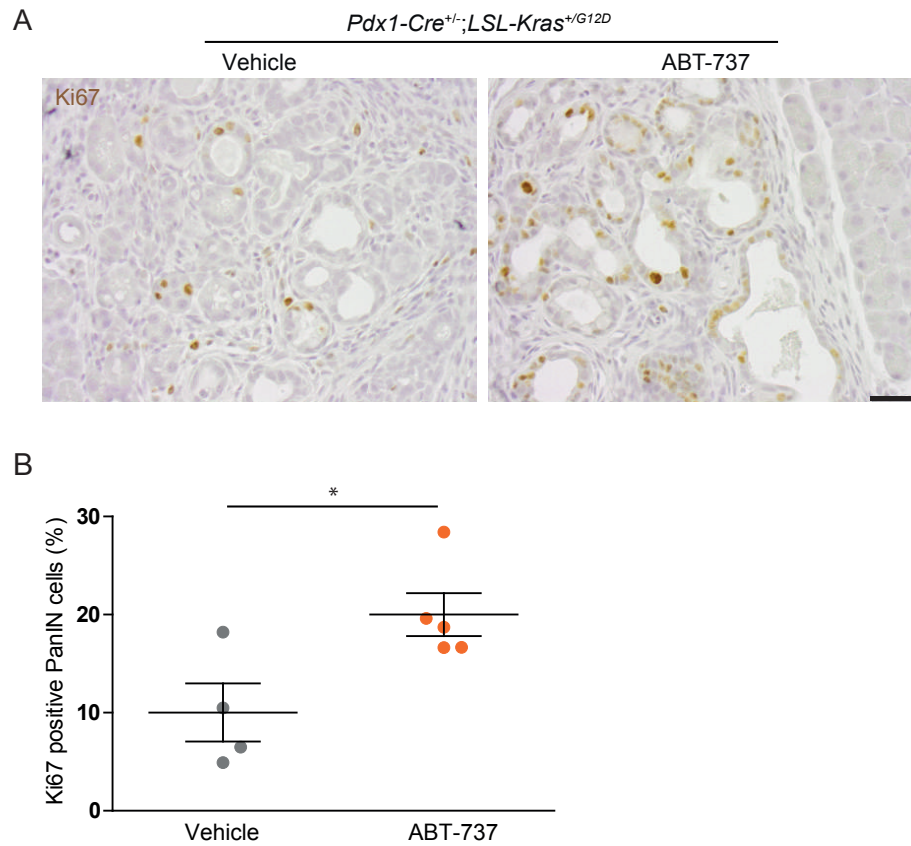 A
Pdx1-Cre+/-;LSL-Kras+/G12D
Vehicle
ABT-737
Ki67
B
*
Ki67 positive PanIN cells (%)
30
20
10
0
Vehicle
ABT-737